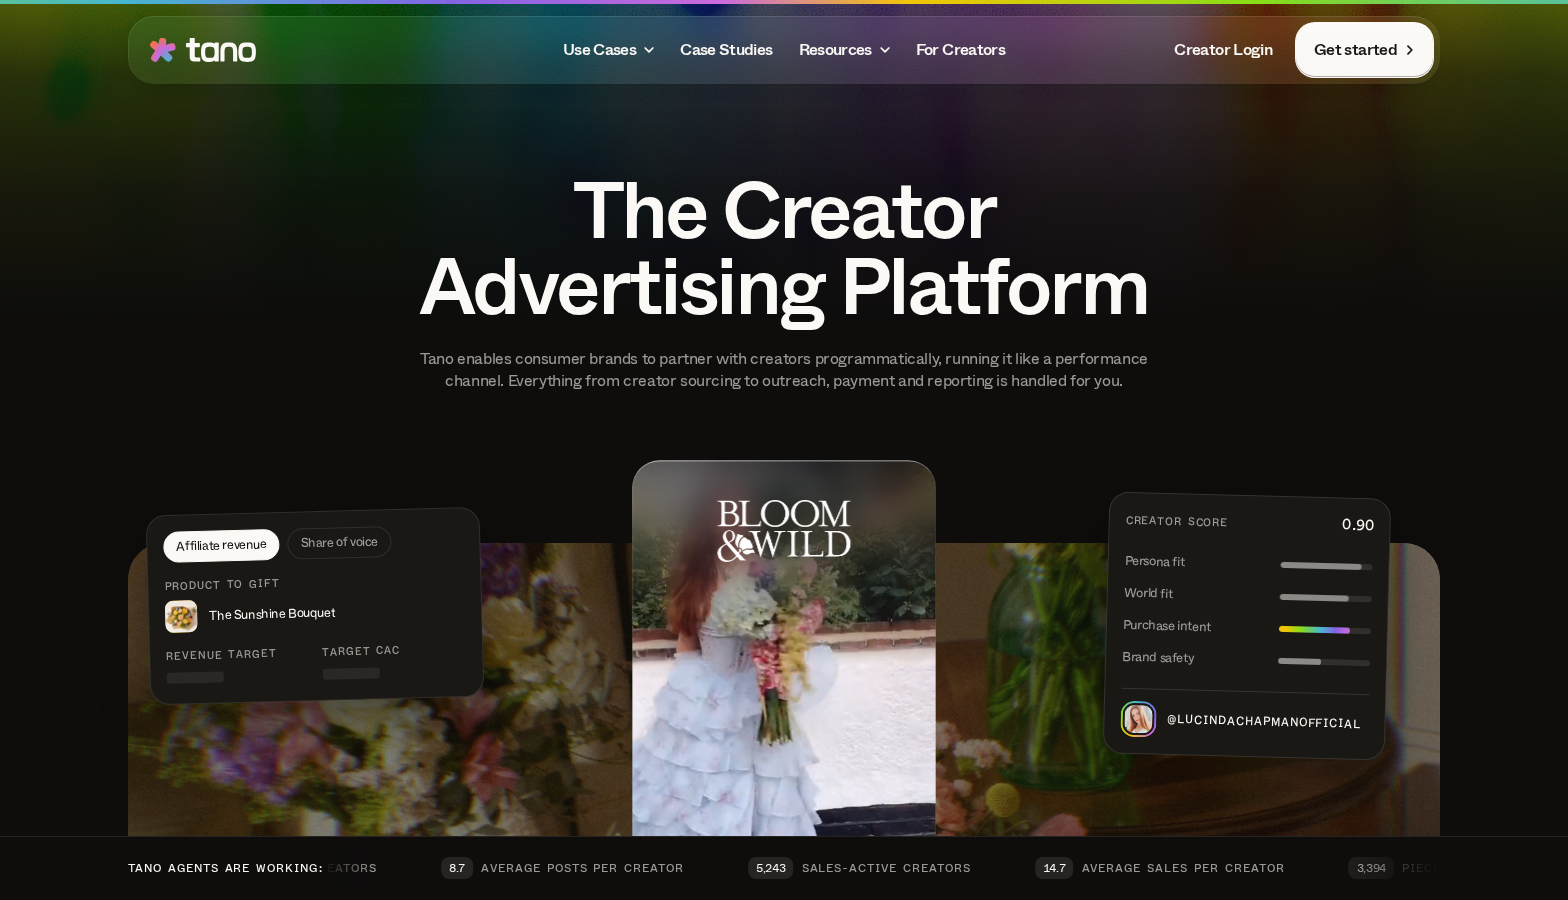 tano
Use Cases
Case Studies
Resources
For Creators
Creator Login
Get started
The Creator
Advertising Platform
Tano enables consumer brands to partner with creators programmatically, running it like a performance
channel. Everything from creator sourcing to outreach, payment and reporting is handled for you.
Affiliate revenue
Share of voice
PRODUCT TO GIFT
The Sunshine Bouquet
REVENUE TARGET
TARGET CAC
BLOOM
&WILD
CREATOR SCORE
0.90
Persona fit
World fit
Purchase intent
Brand safety
@LUCINDACHAPMANOFFICIAL
TANO AGENTS ARE WORKING:
EATORS
8.7 AVERAGE POSTS PER CREATOR
5,243 SALES-ACTIVE CREATORS
14.7 AVERAGE SALES PER CREATOR
3,394